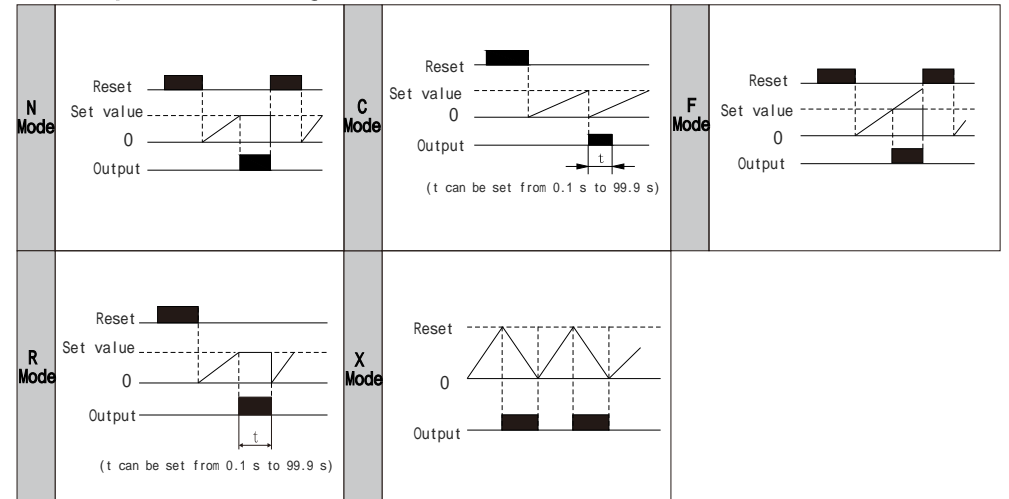 N
Mode
Reset
Set value
0
Output
C
Mode
Reset
Set value
0
Output
t
(t can be set from 0.1 s to 99.9 s)
F
Mode
Reset
Set value
0
Output
R
Mode
Reset
Set value
0
Output
t
(t can be set from 0.1 s to 99.9 s)
X
Mode
Reset
0
Output